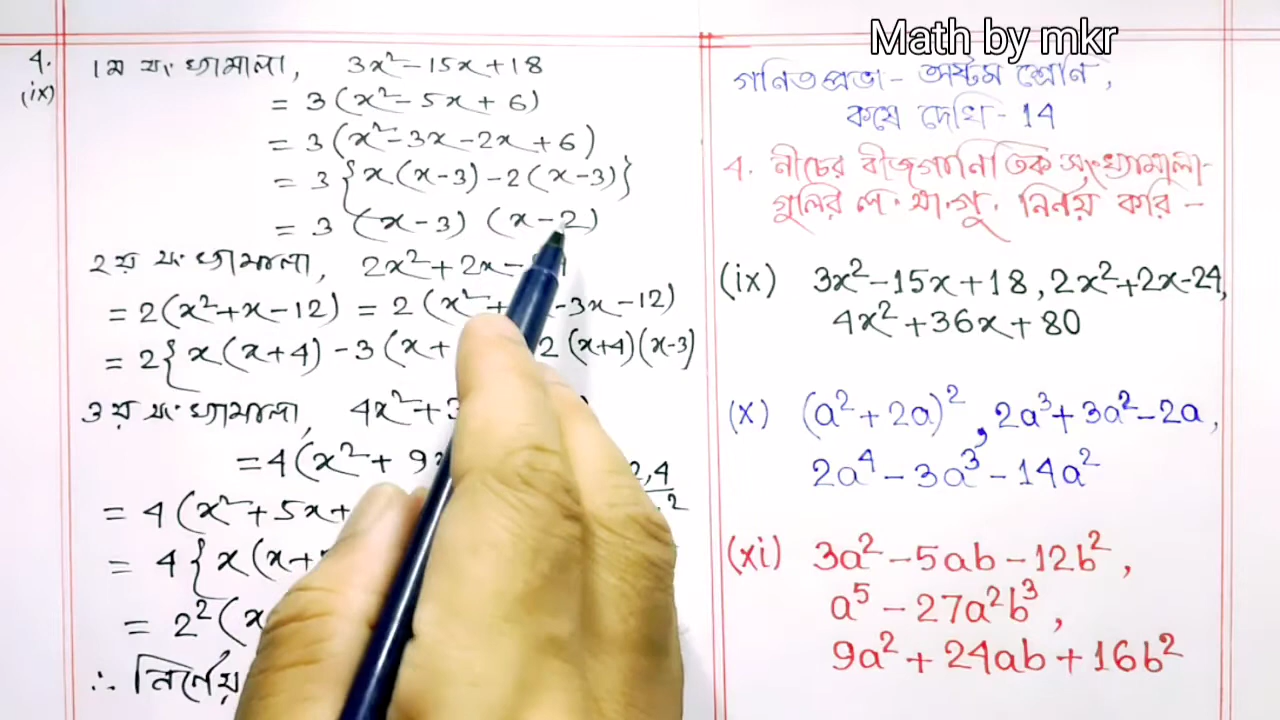 Math by mkr
4.
(ix)
১ম সংখ্যামালা, 3x² - 15x + 18
= 3 (x² - 5x + 6)
= 3 (x² - 3x - 2x + 6)
= 3 {x(x-3) - 2(x-3)}
= 3 (x-3) (x-2)
২য় সংখ্যামালা, 2x² + 2x -
= 2(x² + x - 12) = 2 (x² + - 3x - 12)
= 2{x(x+4) - 3(x+ 2 (x+4)(x-3)
৩য় সংখ্যামালা, 4x² + 3
= 4(x² + 9x
2,4
= 4 (x² + 5x +
= 4 {x(x+
= 2² (x
∴ নির্ণেয়
গণিতপ্রভা - অষ্টম শ্রেণি,
কষে দেখি - 14
4. নীচের বীজগাণিতিক সংখ্যামালা-
গুলির ল.সা.গু. নির্ণয় করি -
(ix) 3x² - 15x + 18, 2x² + 2x - 24,
4x² + 36x + 80
(x) (a² + 2a)², 2a³ + 3a² - 2a,
2a⁴ - 3a³ - 14a²
(xi) 3a² - 5ab - 12b²,
a⁵ - 27a²b³,
9a² + 24ab + 16b²